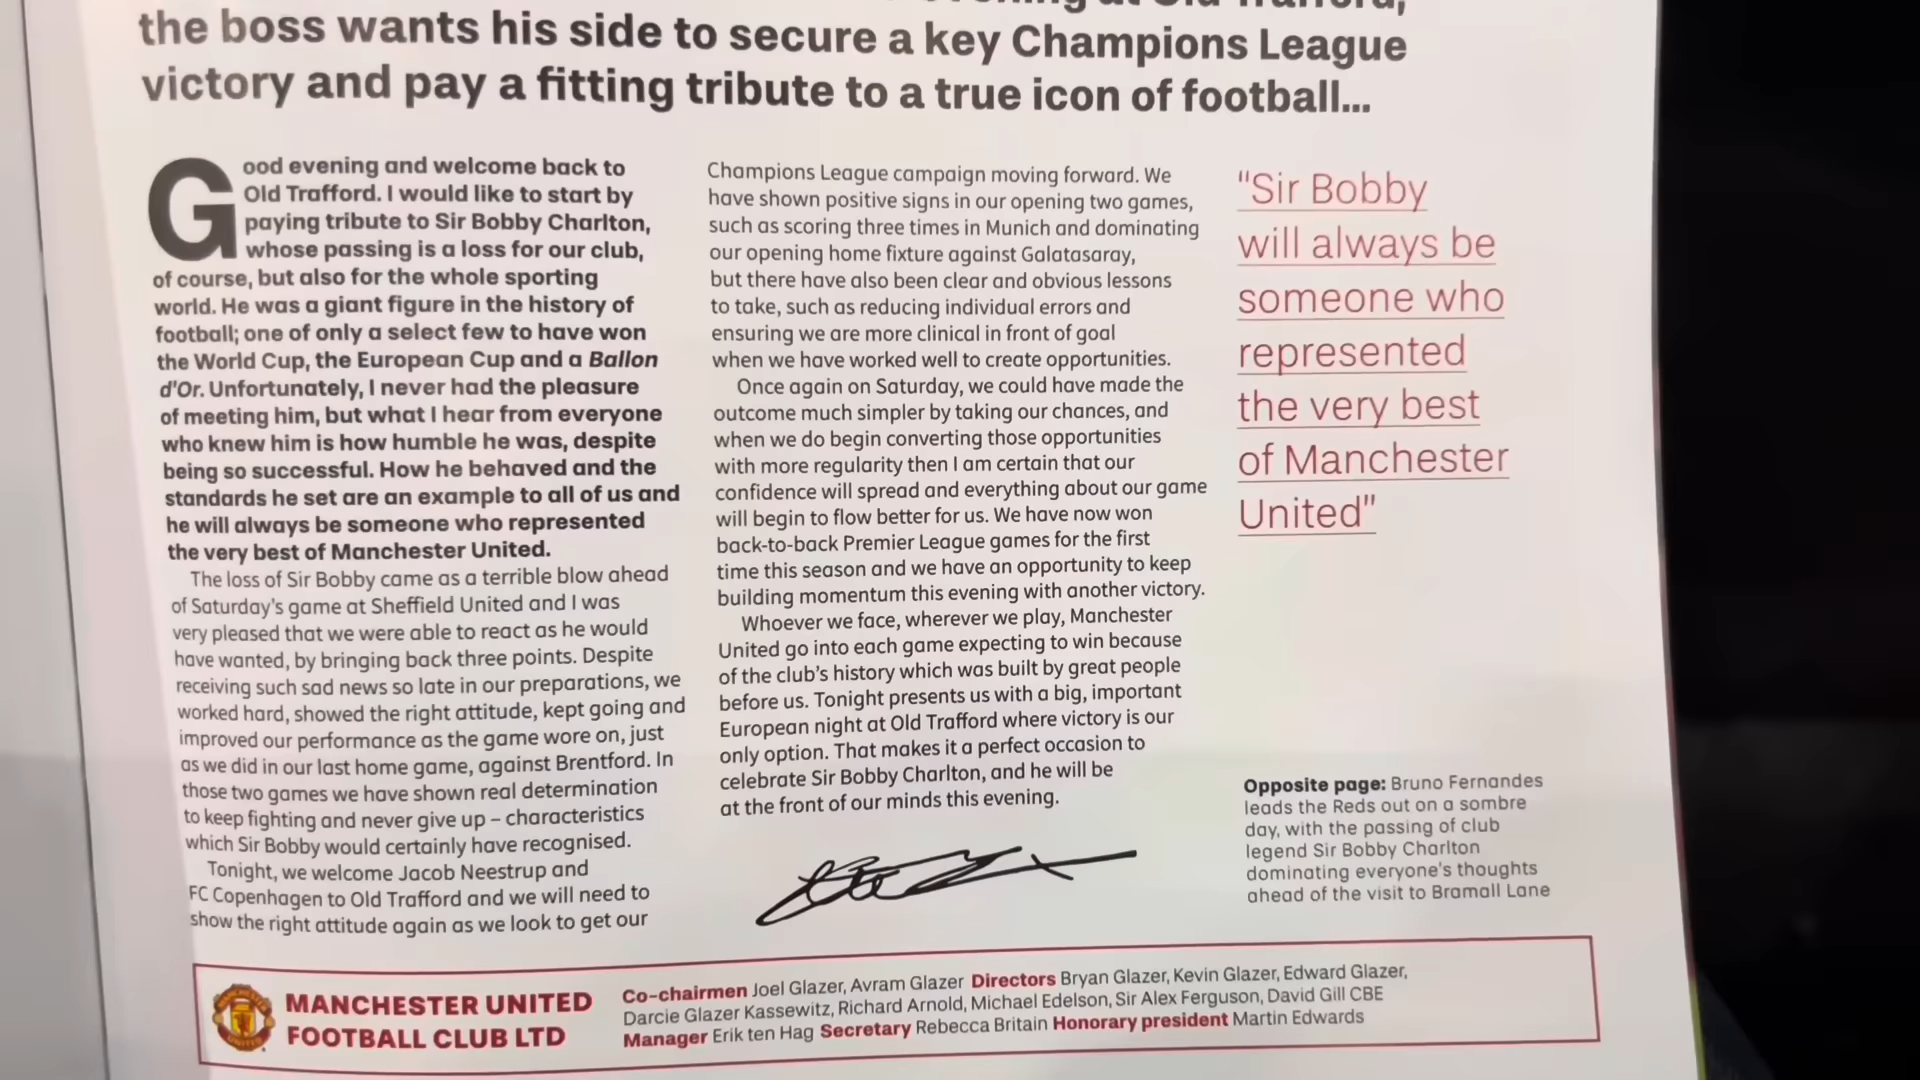 evening at Old Trafford,
the boss wants his side to secure a key Champions League
victory and pay a fitting tribute to a true icon of football...
Good evening and welcome back to
Old Trafford. I would like to start by
paying tribute to Sir Bobby Charlton,
whose passing is a loss for our club,
of course, but also for the whole sporting
world. He was a giant figure in the history of
football; one of only a select few to have won
the World Cup, the European Cup and a Ballon
d'Or. Unfortunately, I never had the pleasure
of meeting him, but what I hear from everyone
who knew him is how humble he was, despite
being so successful. How he behaved and the
standards he set are an example to all of us and
he will always be someone who represented
the very best of Manchester United.
The loss of Sir Bobby came as a terrible blow ahead
of Saturday's game at Sheffield United and I was
very pleased that we were able to react as he would
have wanted, by bringing back three points. Despite
receiving such sad news so late in our preparations, we
worked hard, showed the right attitude, kept going and
improved our performance as the game wore on, just
as we did in our last home game, against Brentford. In
those two games we have shown real determination
to keep fighting and never give up – characteristics
which Sir Bobby would certainly have recognised.
Tonight, we welcome Jacob Neestrup and
FC Copenhagen to Old Trafford and we will need to
show the right attitude again as we look to get our
Champions League campaign moving forward. We
have shown positive signs in our opening two games,
such as scoring three times in Munich and dominating
our opening home fixture against Galatasaray,
but there have also been clear and obvious lessons
to take, such as reducing individual errors and
ensuring we are more clinical in front of goal
when we have worked well to create opportunities.
Once again on Saturday, we could have made the
outcome much simpler by taking our chances, and
when we do begin converting those opportunities
with more regularity then I am certain that our
confidence will spread and everything about our game
will begin to flow better for us. We have now won
back-to-back Premier League games for the first
time this season and we have an opportunity to keep
building momentum this evening with another victory.
Whoever we face, wherever we play, Manchester
United go into each game expecting to win because
of the club's history which was built by great people
before us. Tonight presents us with a big, important
European night at Old Trafford where victory is our
only option. That makes it a perfect occasion to
celebrate Sir Bobby Charlton, and he will be
at the front of our minds this evening.
"Sir Bobby
will always be
someone who
represented
the very best
of Manchester
United"
Opposite page: Bruno Fernandes
leads the Reds out on a sombre
day, with the passing of club
legend Sir Bobby Charlton
dominating everyone's thoughts
ahead of the visit to Bramall Lane
MANCHESTER UNITED
FOOTBALL CLUB LTD
Co-chairmen Joel Glazer, Avram Glazer Directors Bryan Glazer, Kevin Glazer, Edward Glazer,
Darcie Glazer Kassewitz, Richard Arnold, Michael Edelson, Sir Alex Ferguson, David Gill CBE
Manager Erik ten Hag Secretary Rebecca Britain Honorary president Martin Edwards